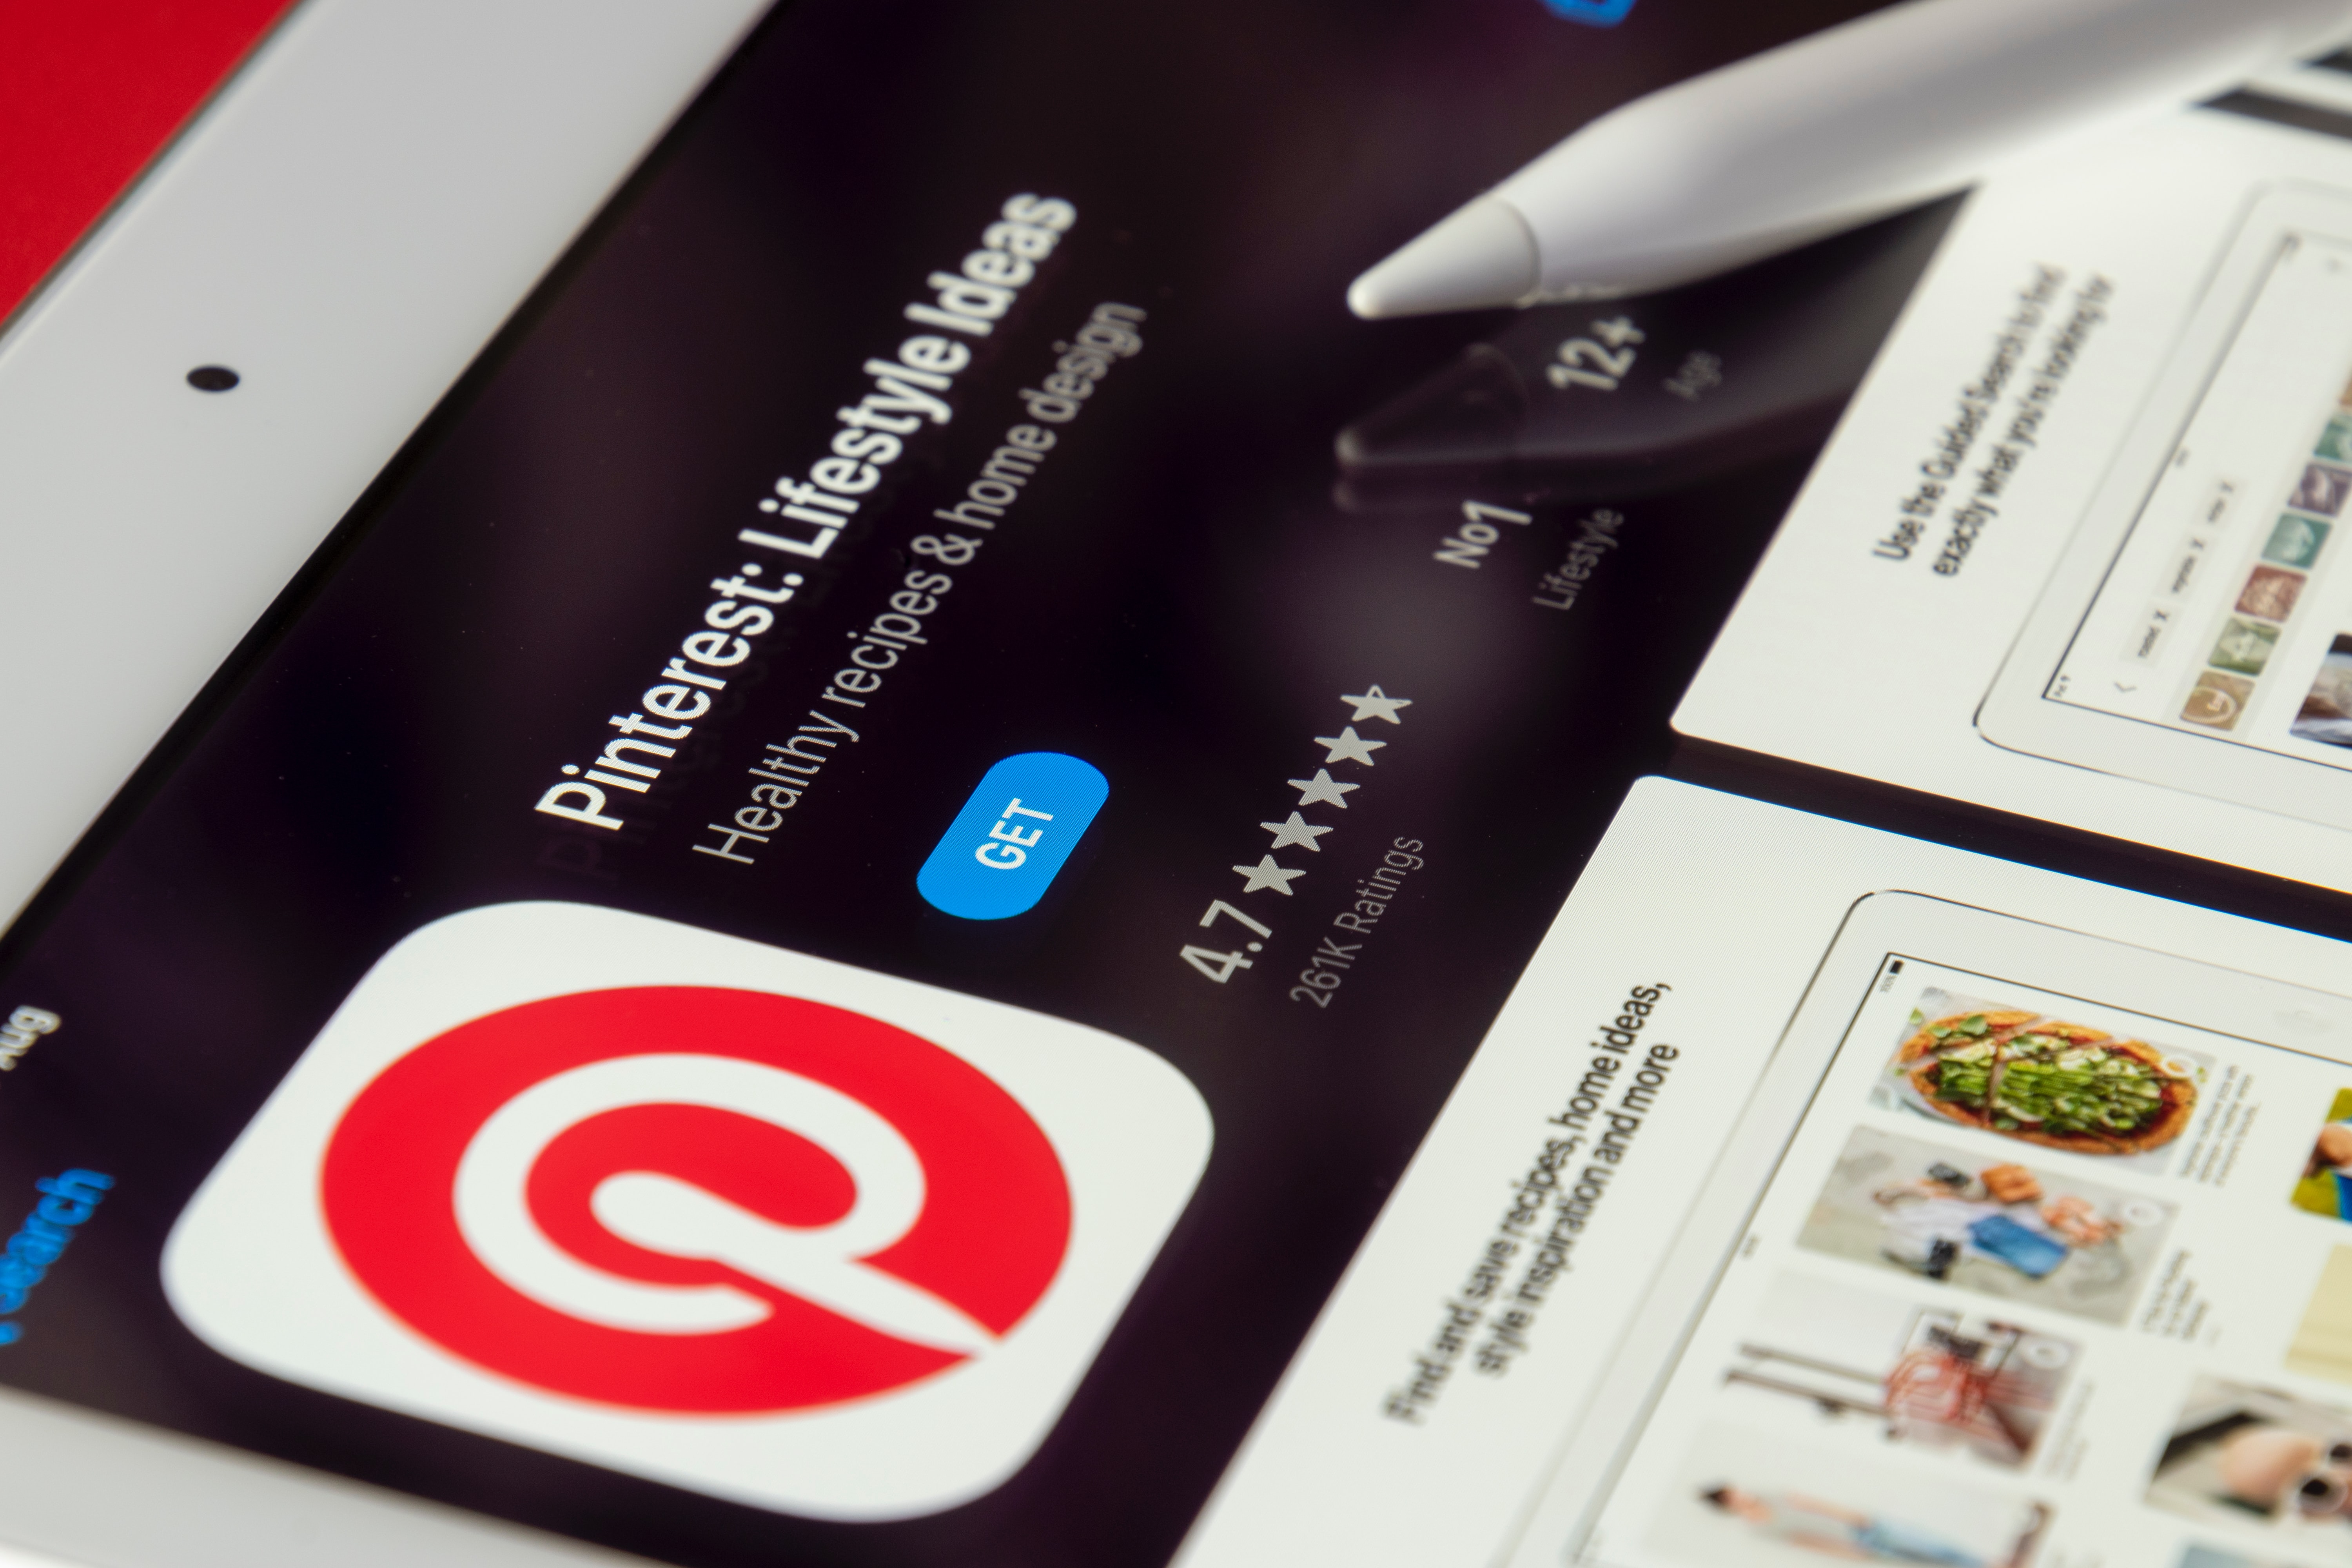 Aug
Search
Pinterest: Lifestyle Ideas
Healthy recipes & home design
GET
4.7
261K Ratings
No1
Lifestyle
12+
Age
Find and save recipes, home ideas,
style inspiration and more
Use the Guided Search to find
exactly what you're looking for